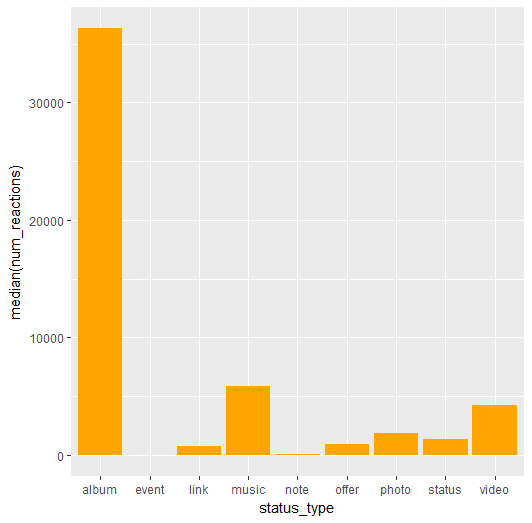 median(num_reactions)
30000
20000
10000
0
album event link music note offer photo status video
status_type